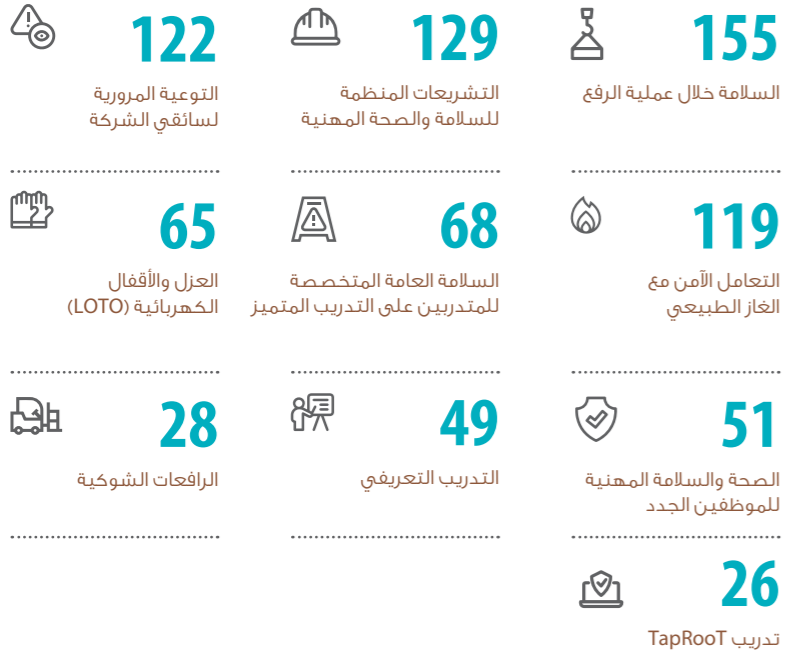 155
السلامة خلال عملية الرفع
129
التشريعات المنظمة
للسلامة والصحة المهنية
122
التوعية المرورية
لسائقي الشركة
119
التعامل الآمن مع
الغاز الطبيعي
68
السلامة العامة المتخصصة
للمتدربين على التدريب المتميز
65
العزل والأقفال
الكهربائية (LOTO)
51
الصحة والسلامة المهنية
للموظفين الجدد
49
التدريب التعريفي
28
الرافعات الشوكية
26
تدريب TapRooT